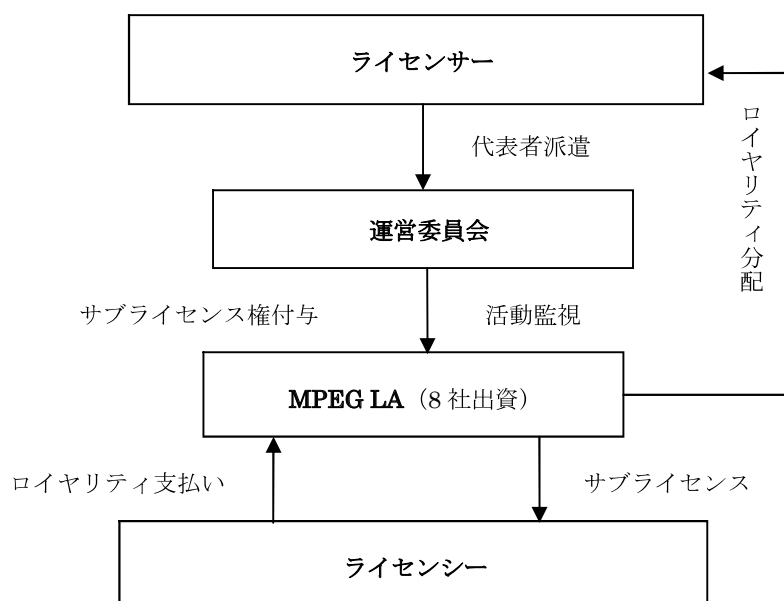 ライセンサー
代表者派遣
ロイヤリティ分配
運営委員会
サブライセンス権付与
活動監視
MPEG LA（8 社出資）
ロイヤリティ支払い
サブライセンス
ライセンシー